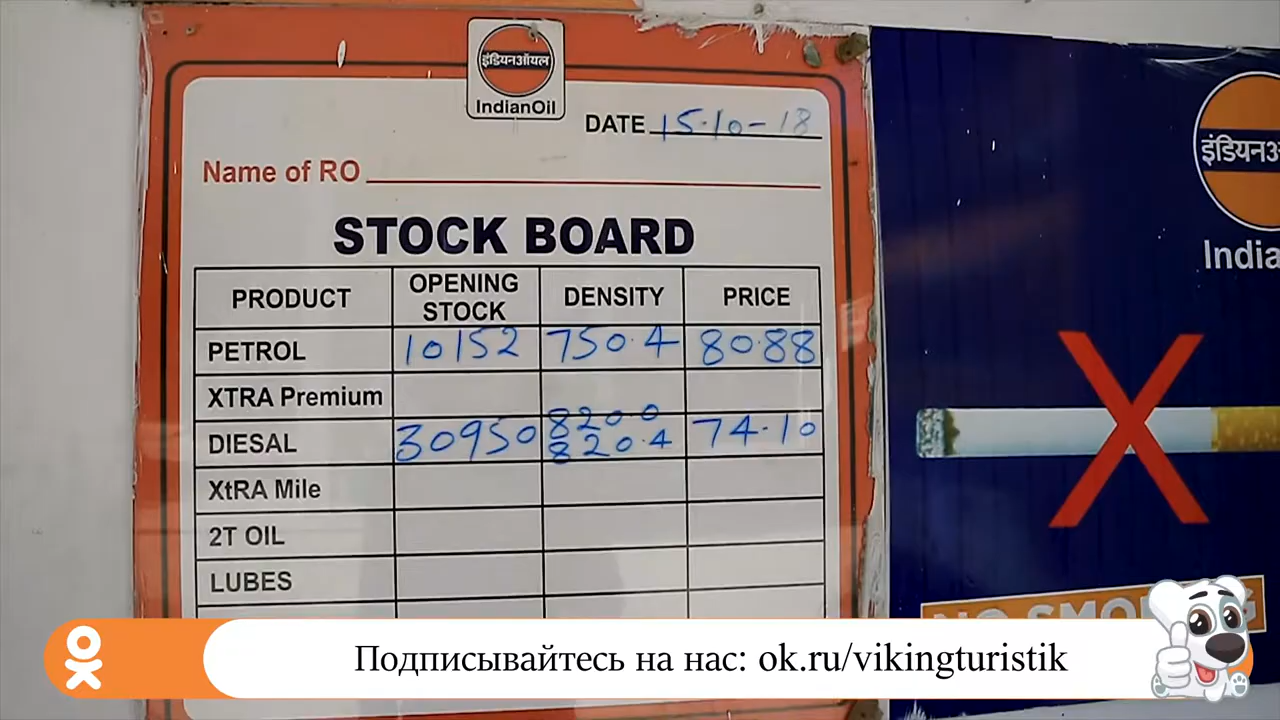 इंडियनऑयल
IndianOil
DATE 15.10-18
Name of RO
STOCK BOARD
PRODUCT OPENING STOCK DENSITY PRICE
PETROL 10152 750.4 80.88
XTRA Premium
DIESAL 30950 820.0 820.4 74.10
XtRA Mile
2T OIL
LUBES
इंडियनऑ
India
X
NO SMO G
Подписывайтесь на нас: ok.ru/vikingturistik